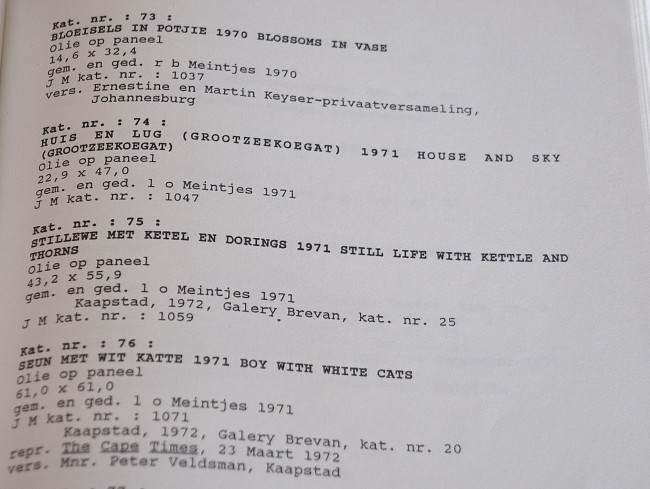 Kat. nr. : 73 :
BLOEISELS IN POTJIE 1970 BLOSSOMS IN VASE
Olie op paneel
14,6 x 32,4
gem. en ged. r b Meintjes 1970
J M kat. nr. : 1037
vers. Ernestine en Martin Keyser-privaatversameling,
Johannesburg
Kat. nr. : 74 :
HUIS EN LUG (GROOTZEEKOEGAT) 1971 HOUSE AND SKY
(GROOTZEEKOEGAT)
Olie op paneel
22,9 x 47,0
gem. en ged. l o Meintjes 1971
J M kat. nr. : 1047
Kat. nr. : 75 :
STILLEWE MET KETEL EN DORINGS 1971 STILL LIFE WITH KETTLE AND
THORNS
Olie op paneel
43,2 x 55,9
gem. en ged. l o Meintjes 1971
Kaapstad, 1972, Galery Brevan, kat. nr. 25
J M kat. nr. : 1059
Kat. nr. : 76 :
SEUN MET WIT KATTE 1971 BOY WITH WHITE CATS
Olie op paneel
61,0 x 61,0
gem. en ged. l o Meintjes 1971
J M kat. nr. : 1071
Kaapstad, 1972, Galery Brevan, kat. nr. 20
repr. The Cape Times, 23 Maart 1972
vers. Mnr. Peter Veldsman, Kaapstad